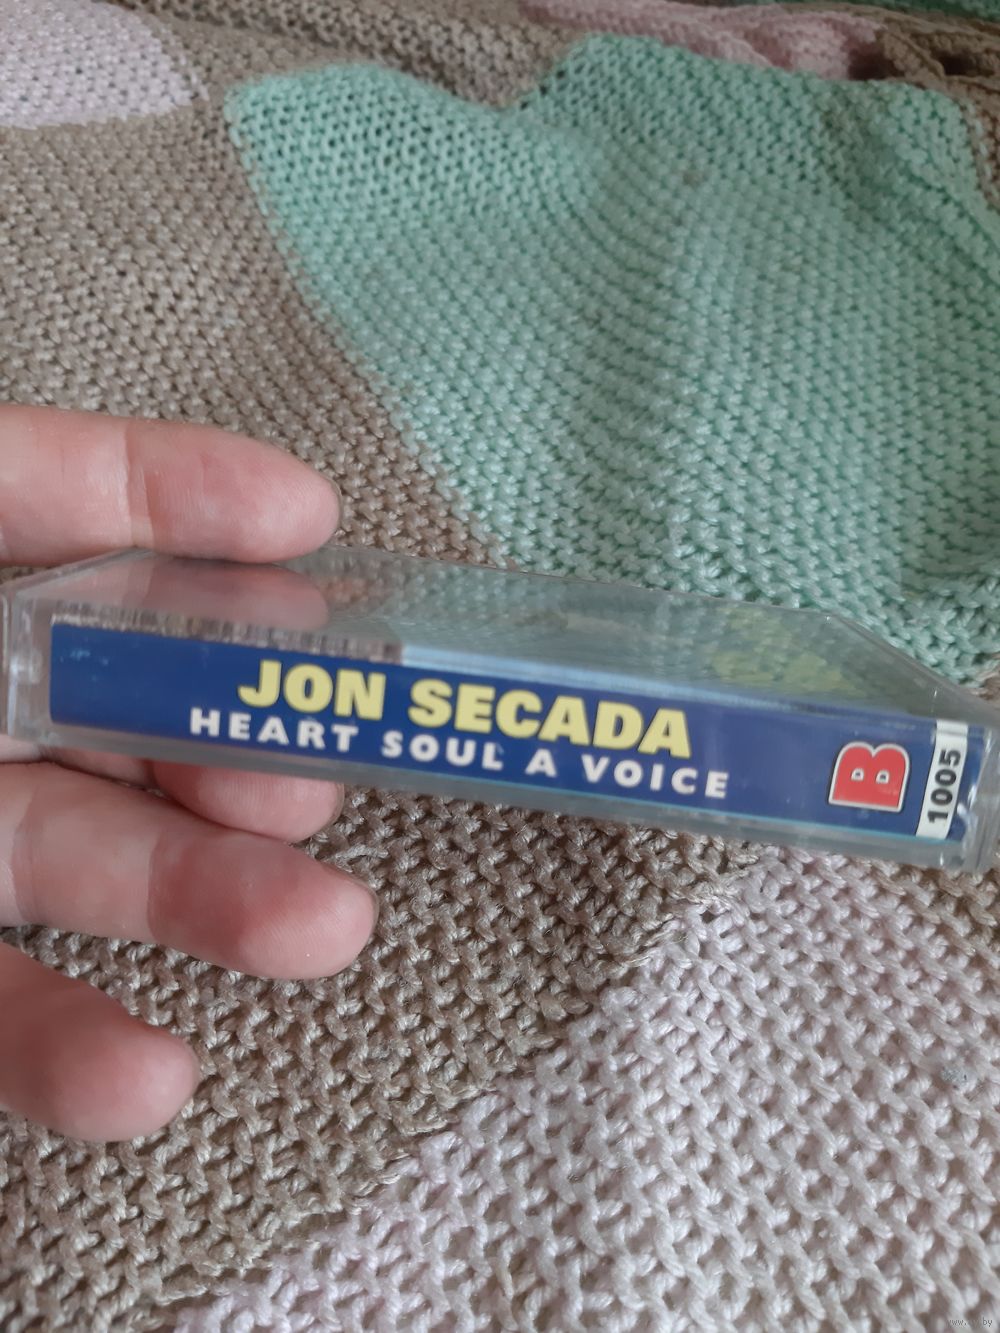 JON SECADA
HEART SOUL A VOICE
B
1005